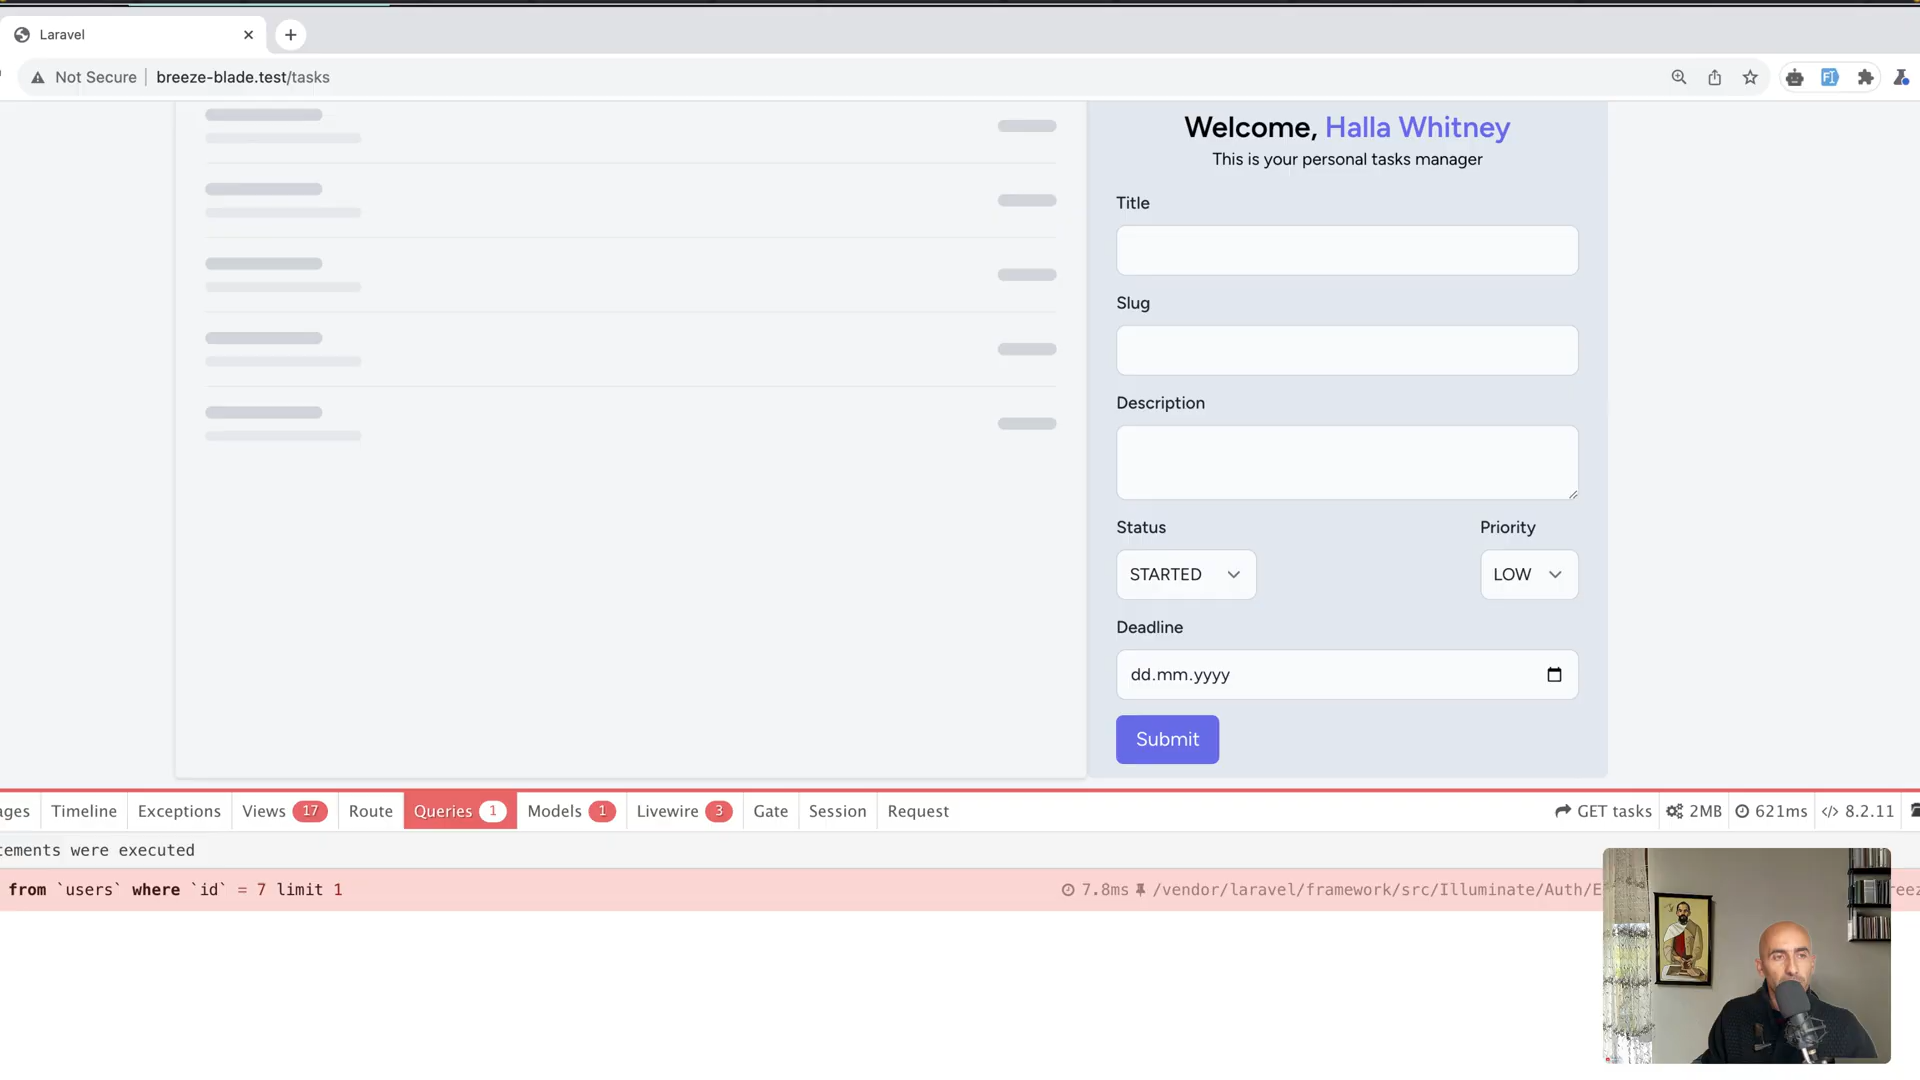 Laravel
Not Secure
breeze-blade.test/tasks
Welcome, Halla Whitney
This is your personal tasks manager
Title
Slug
Description
Status
Priority
STARTED
LOW
Deadline
dd.mm.yyyy
Submit
ages Timeline Exceptions Views 17 Route Queries 1 Models 1 Livewire 3 Gate Session Request GET tasks 2MB 621ms 8.2.11
tements were executed
from `users` where `id` = 7 limit 1 7.8ms /vendor/laravel/framework/src/Illuminate/Auth/E